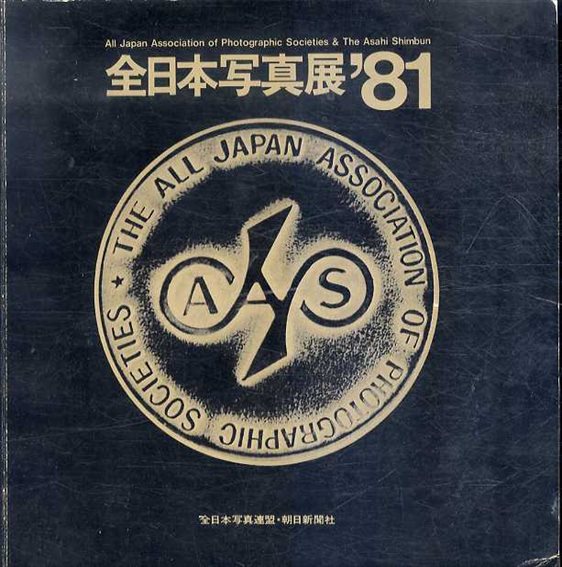 All Japan Association of Photographic Societies & The Asahi Shimbun
全日本写真展'81
★ THE ALL JAPAN ASSOCIATION OF PHOTOGRAPHIC SOCIETIES
AAS
全日本写真連盟・朝日新聞社